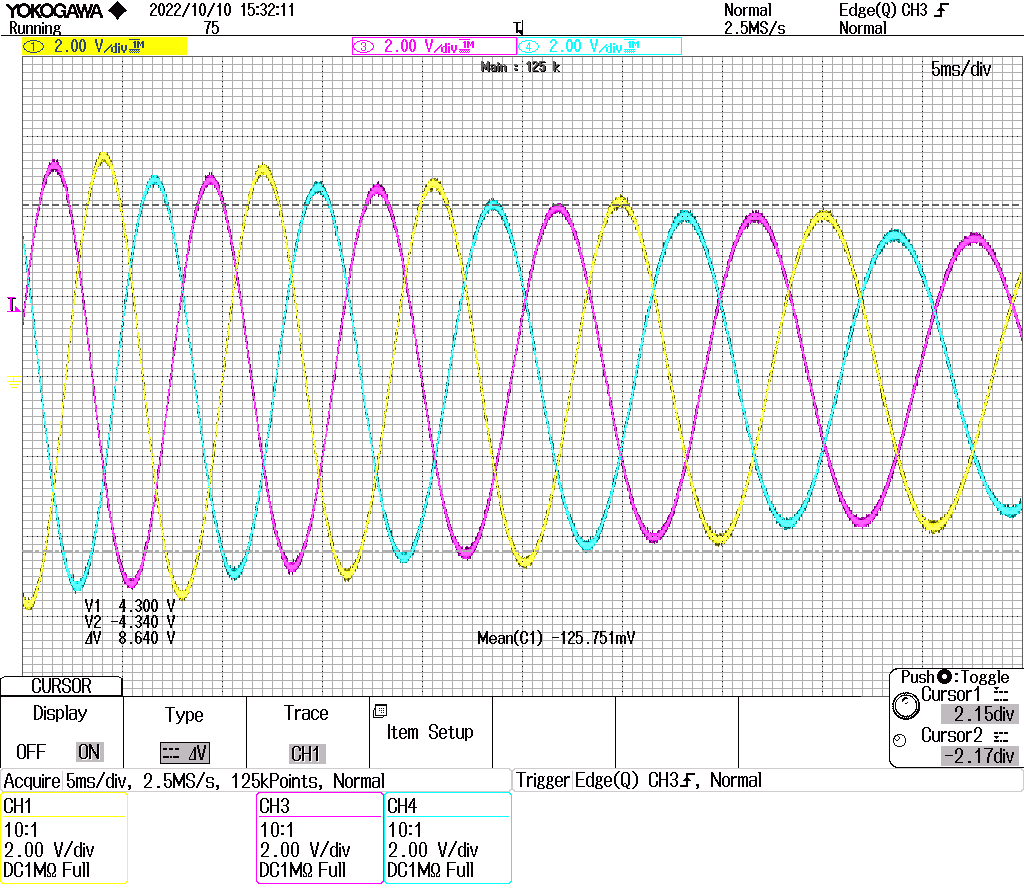 YOKOGAWA ◆ 2022/10/10 15:32:11 Normal Edge(Q) CH3
Running 75 T 2.5MS/s Normal
1 2.00 V/div 1M 3 2.00 V/div 1M 4 2.00 V/div 1M
Main : 125 k
5ms/div
T
V1 4.300 V
V2 -4.340 V
ΔV 8.640 V
Mean(C1) -125.751mV
CURSOR
Display
OFF ON
Type
ΔV
Trace
CH1
Item Setup
Push:Toggle
Cursor1
2.15div
Cursor2
-2.17div
Acquire 5ms/div, 2.5MS/s, 125kPoints, Normal
Trigger Edge(Q) CH3, Normal
CH1
10:1
2.00 V/div
DC1MΩ Full
CH3
10:1
2.00 V/div
DC1MΩ Full
CH4
10:1
2.00 V/div
DC1MΩ Full